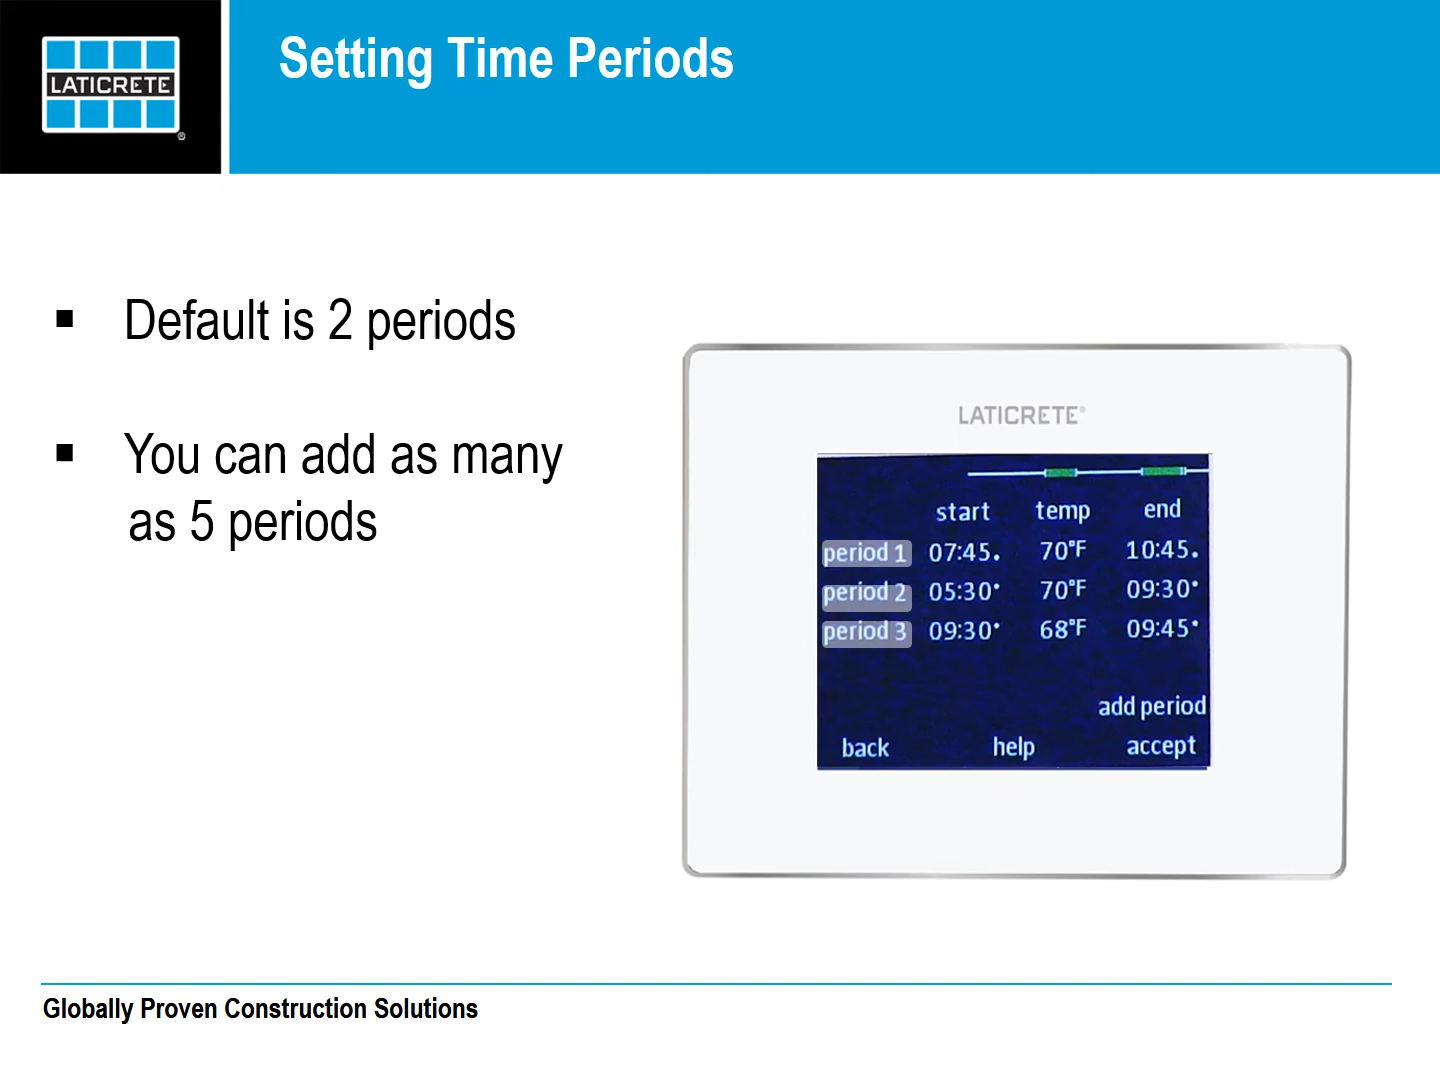 LATICRETE
®
Setting Time Periods
▪ Default is 2 periods
▪ You can add as many
as 5 periods
LATICRETE®
start temp end
period 1 07:45. 70°F 10:45.
period 2 05:30• 70°F 09:30•
period 3 09:30• 68°F 09:45•
add period
back help accept
Globally Proven Construction Solutions